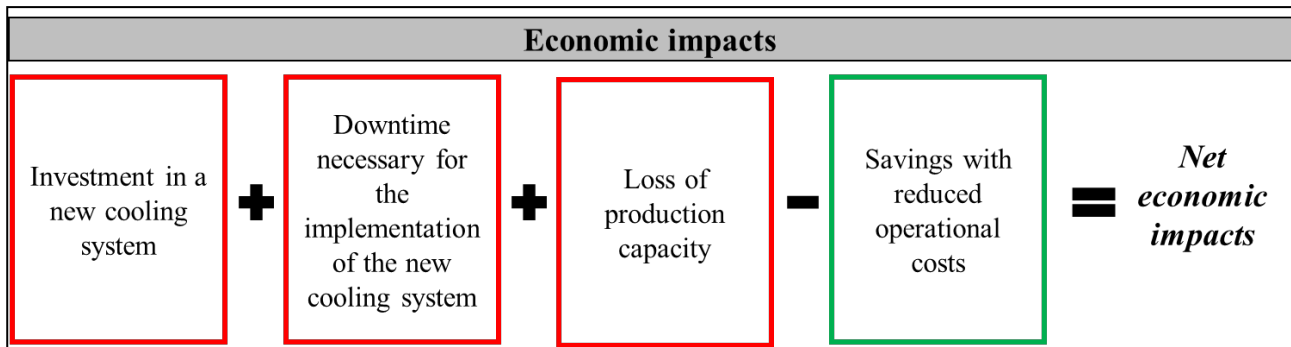 Economic impacts
Investment in a
new cooling
system
+
Downtime
necessary for
the
implementation
of the new
cooling system
+
Loss of
production
capacity
-
Savings with
reduced
operational
costs
=
Net
economic
impacts